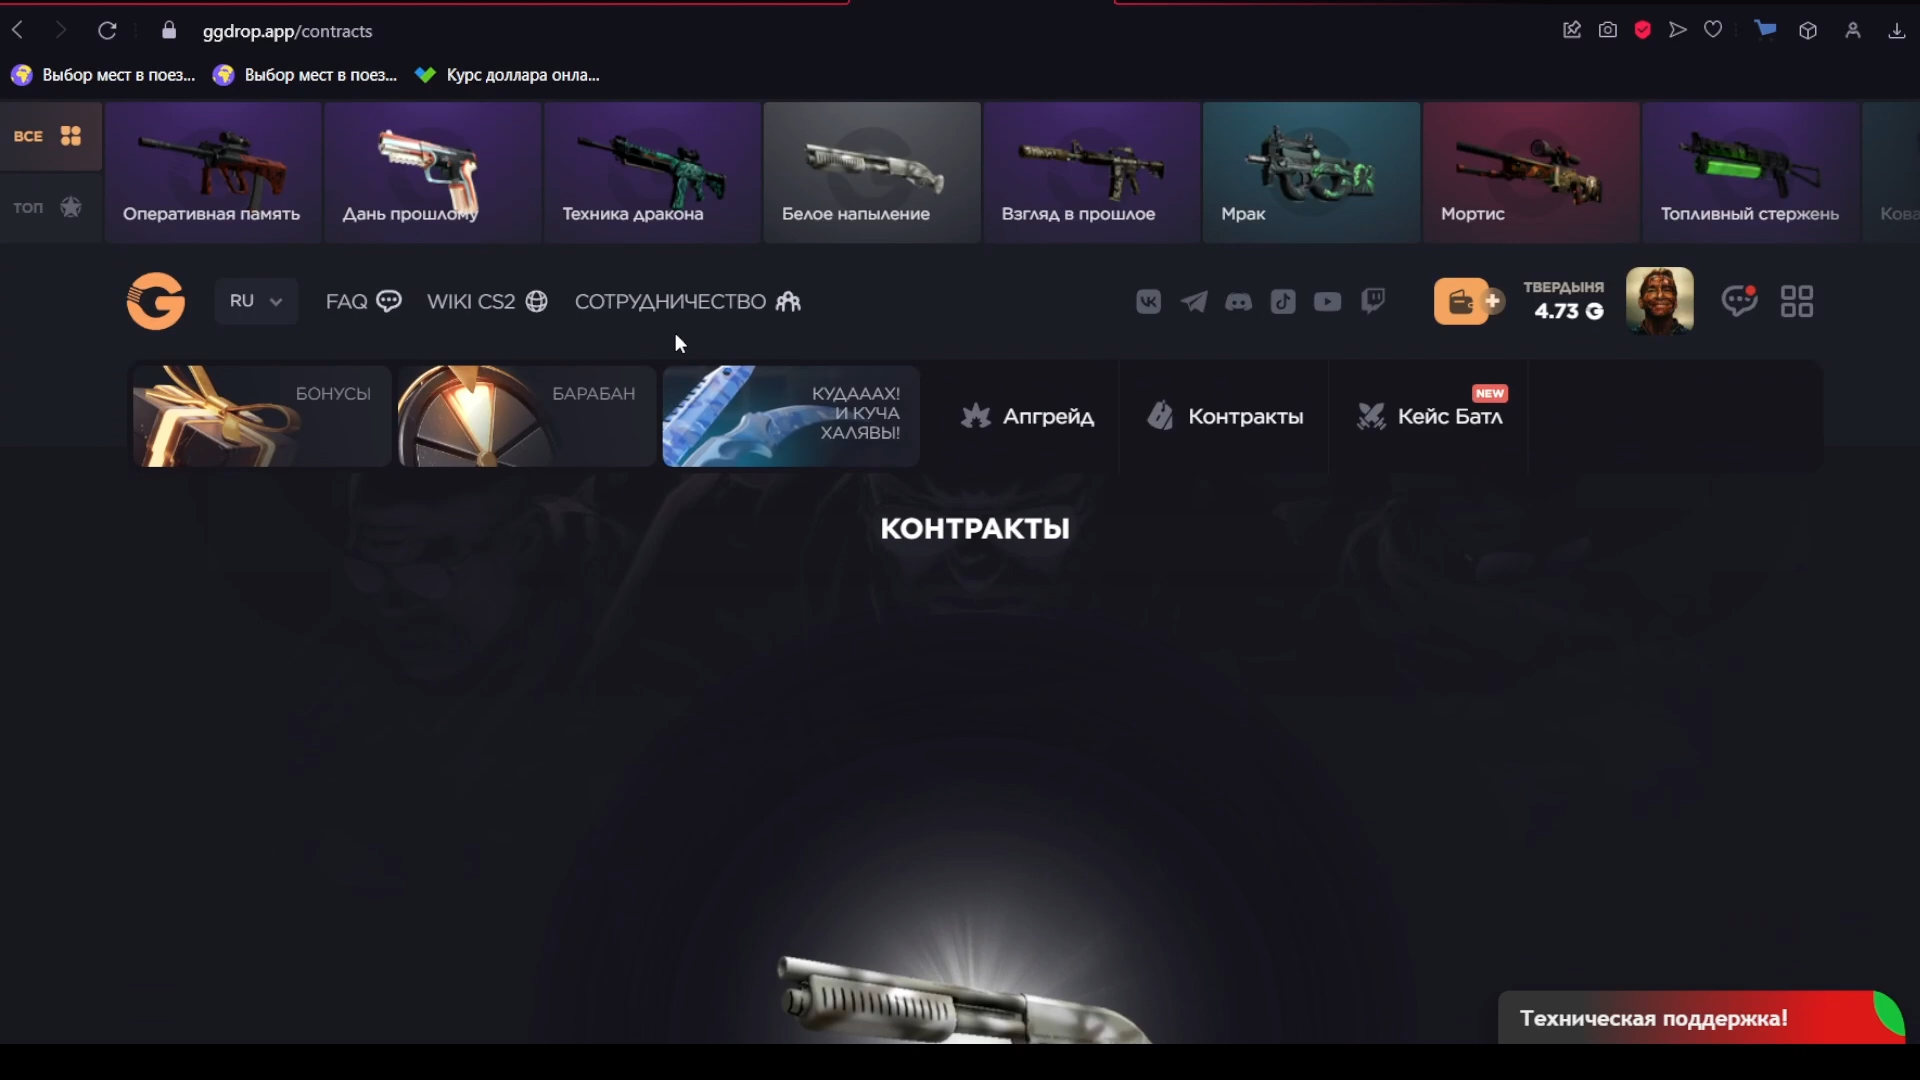 ggdrop.app/contracts
Выбор мест в поез...
Выбор мест в поез...
Курс доллара онла...
ВСЕ
ТОП
Оперативная память
Дань прошлому
Техника дракона
Белое напыление
Взгляд в прошлое
Мрак
Мортис
Топливный стержень
Кова
RU
FAQ
WIKI CS2
СОТРУДНИЧЕСТВО
ТВЕРДЫНЯ
4.73 G
БОНУСЫ
БАРАБАН
КУДАААХ!
И КУЧА
ХАЛЯВЫ!
Апгрейд
Контракты
NEW
Кейс Батл
КОНТРАКТЫ
Техническая поддержка!